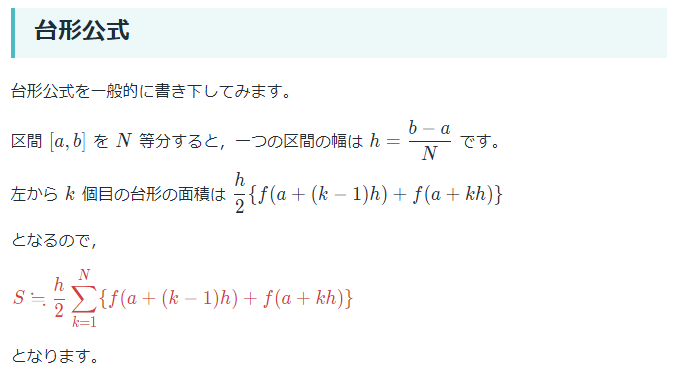 台形公式
台形公式を一般的に書き下してみます。
区間 [a, b] を N 等分すると，一つの区間の幅は h = \frac{b − a}{N} です。
左から k 個目の台形の面積は \frac{h}{2}{f(a + (k − 1)h) + f(a + kh)}
となるので，
S ≒ \frac{h}{2} \sum_{k=1}^{N} {f(a + (k − 1)h) + f(a + kh)}
となります。